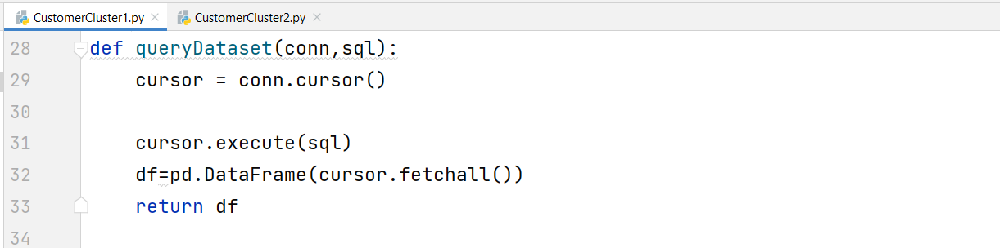 CustomerCluster1.py CustomerCluster2.py
28 def queryDataset(conn,sql):
29     cursor = conn.cursor()
30
31     cursor.execute(sql)
32     df=pd.DataFrame(cursor.fetchall())
33     return df
34